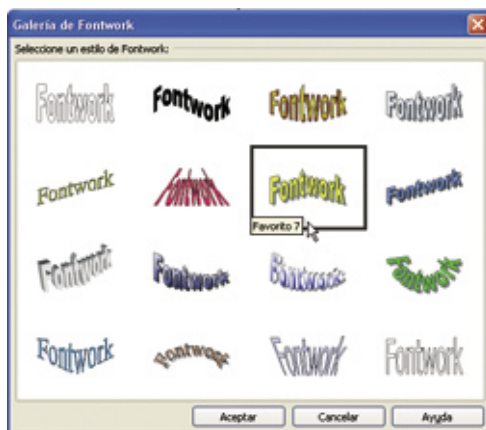 Galería de Fontwork
Seleccione un estilo de Fontwork:
Fontwork Fontwork Fontwork Fontwork
Fontwork Fontwork Fontwork Fontwork
Favorito 7
Fontwork Fontwork Fontwork Fontwork
Fontwork Fontwork Fontwork Fontwork
Aceptar Cancelar Ayuda